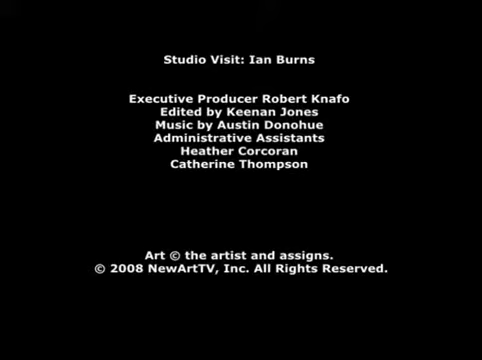 Studio Visit: Ian Burns
Executive Producer Robert Knafo
Edited by Keenan Jones
Music by Austin Donohue
Administrative Assistants
Heather Corcoran
Catherine Thompson
Art © the artist and assigns.
© 2008 NewArtTV, Inc. All Rights Reserved.